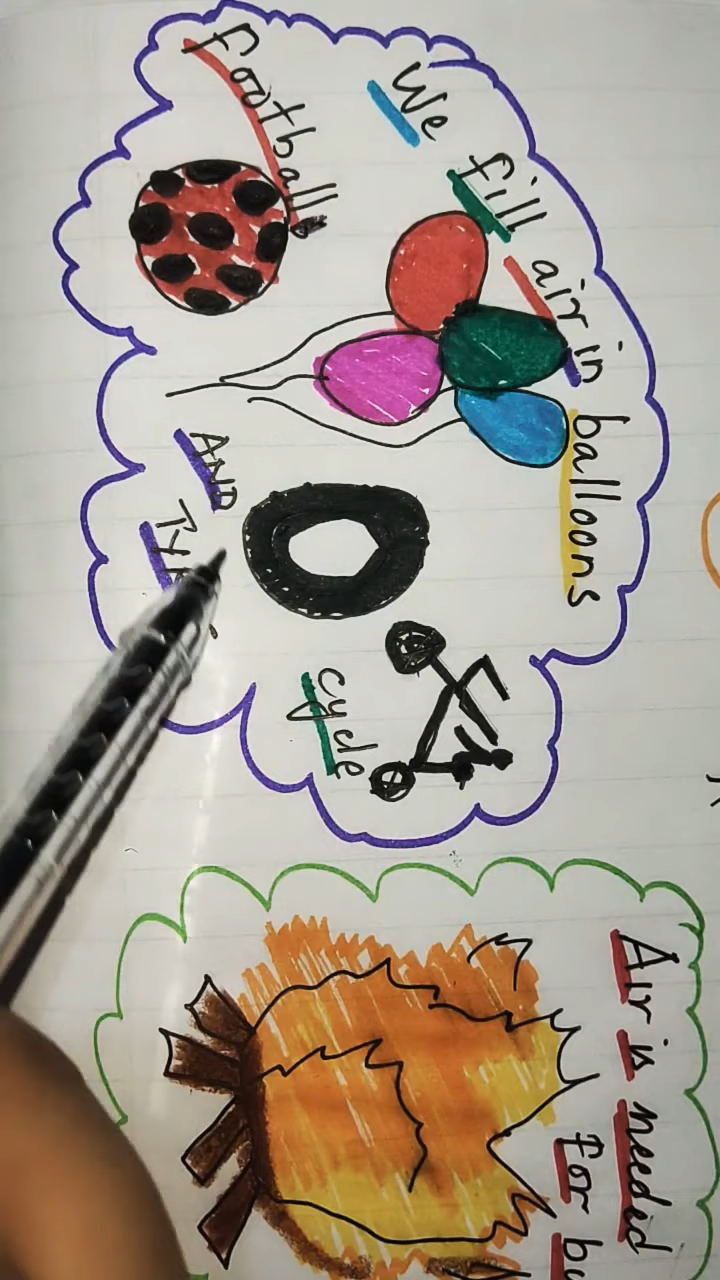 We fill air in balloons
Football
AND
cycle
Air is needed
For